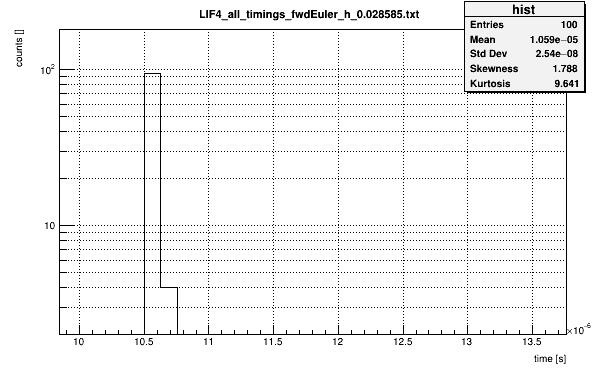 LIF4_all_timings_fwdEuler_h_0.028585.txt
hist
Entries 100
Mean 1.059e−05
Std Dev 2.54e−08
Skewness 1.788
Kurtosis 9.641
counts []
10²
10
10 10.5 11 11.5 12 12.5 13 13.5
×10⁻⁶
time [s]